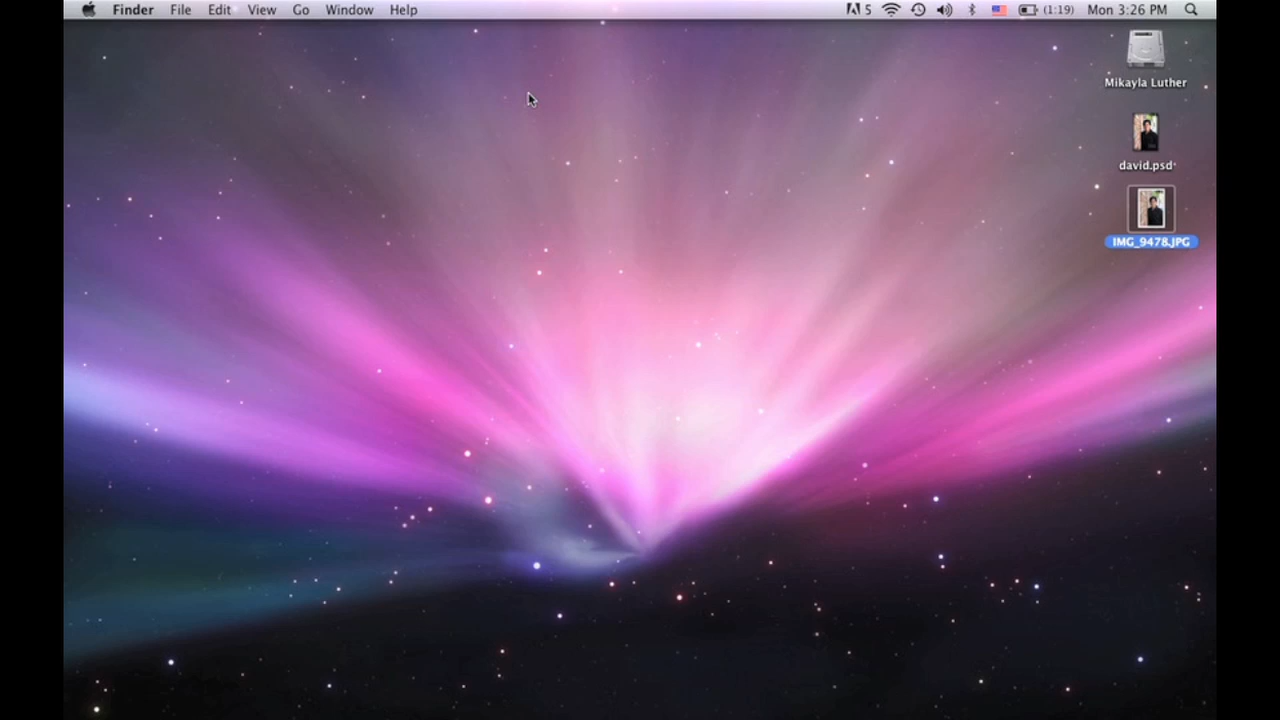 Finder File Edit View Go Window Help 5 (1:19) Mon 3:26 PM
Mikayla Luther
david.psd
IMG_9478.JPG